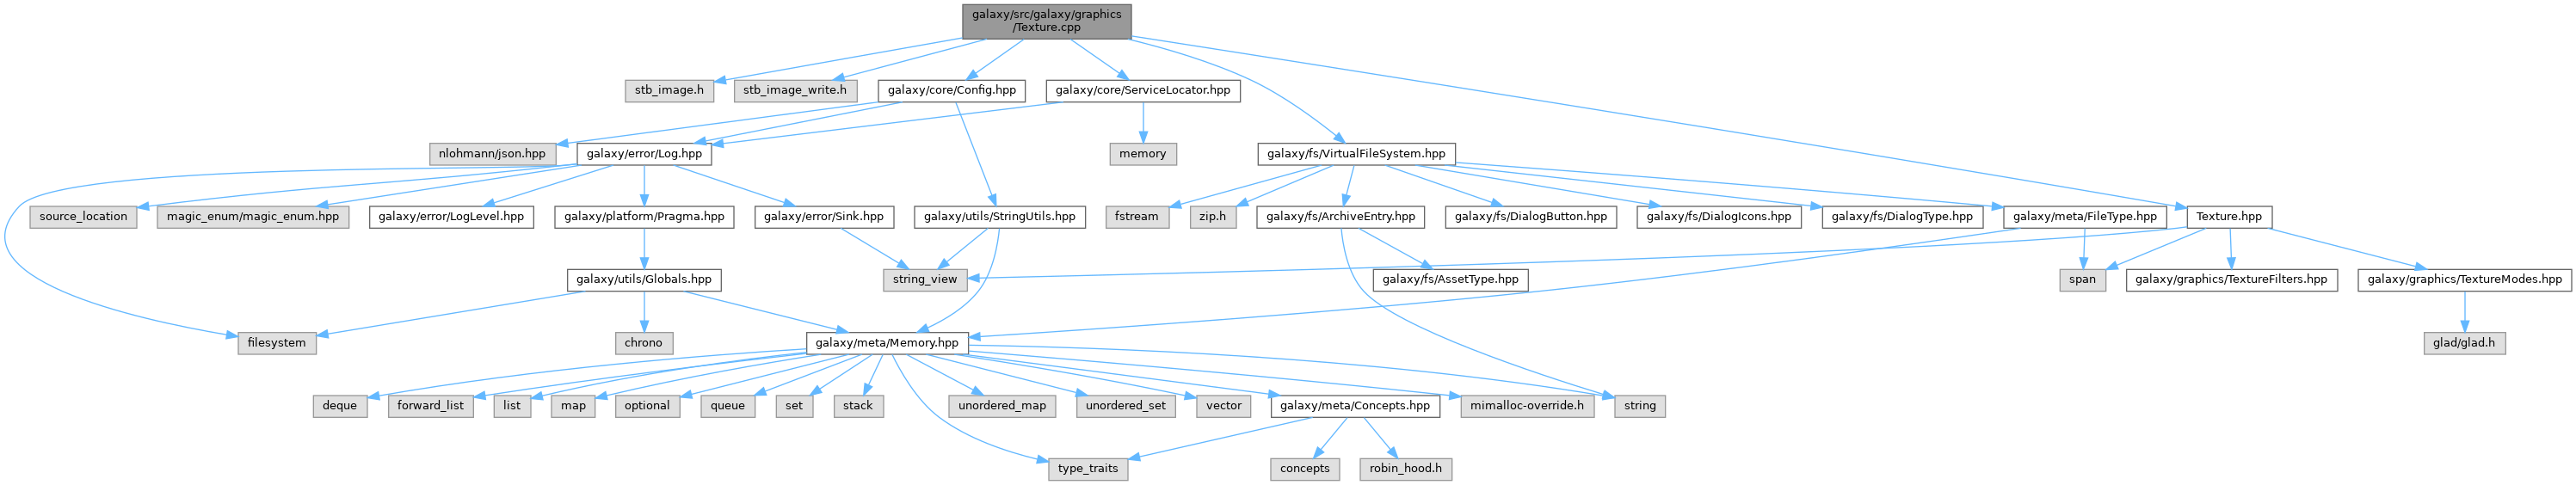 galaxy/src/galaxy/graphics
/Texture.cpp
stb_image.h
stb_image_write.h
galaxy/core/Config.hpp
galaxy/core/ServiceLocator.hpp
nlohmann/json.hpp
galaxy/error/Log.hpp
memory
galaxy/fs/VirtualFileSystem.hpp
source_location
magic_enum/magic_enum.hpp
galaxy/error/LogLevel.hpp
galaxy/platform/Pragma.hpp
galaxy/error/Sink.hpp
galaxy/utils/StringUtils.hpp
fstream
zip.h
galaxy/fs/ArchiveEntry.hpp
galaxy/fs/DialogButton.hpp
galaxy/fs/DialogIcons.hpp
galaxy/fs/DialogType.hpp
galaxy/meta/FileType.hpp
Texture.hpp
galaxy/utils/Globals.hpp
string_view
galaxy/fs/AssetType.hpp
span
galaxy/graphics/TextureFilters.hpp
galaxy/graphics/TextureModes.hpp
filesystem
chrono
galaxy/meta/Memory.hpp
glad/glad.h
deque
forward_list
list
map
optional
queue
set
stack
unordered_map
unordered_set
vector
galaxy/meta/Concepts.hpp
mimalloc-override.h
string
type_traits
concepts
robin_hood.h